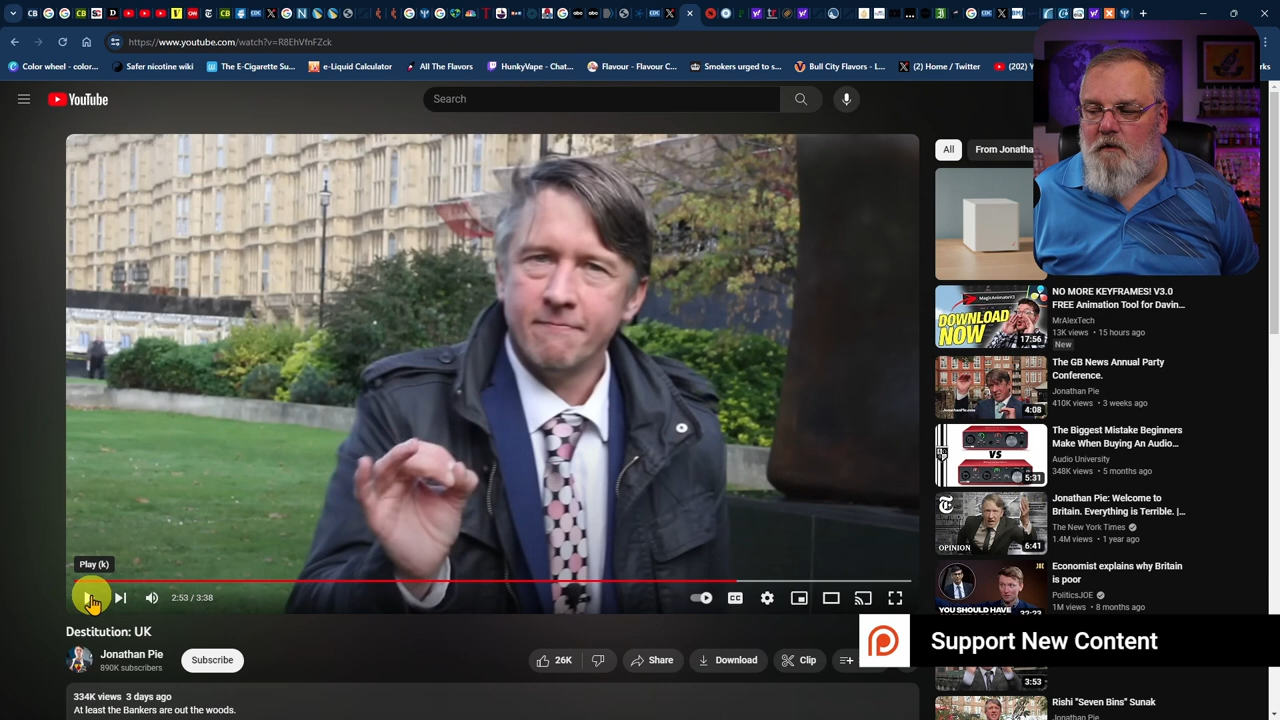 https://www.youtube.com/watch?v=R8EhVfnFZck
Color wheel - color...
Safer nicotine wiki
The E-Cigarette Su...
e-Liquid Calculator
All The Flavors
HunkyVape - Chat...
Flavour – Flavour C...
Smokers urged to s...
Bull City Flavors - L...
(2) Home / Twitter
YouTube
Search
All
From Jonatha
NO MORE KEYFRAMES! V3.0
FREE Animation Tool for Davin...
MrAlexTech
13K views • 15 hours ago
New
DOWNLOAD
NOW
17:56
The GB News Annual Party
Conference.
Jonathan Pie
410K views • 3 weeks ago
4:08
The Biggest Mistake Beginners
Make When Buying An Audio...
Audio University
348K views • 5 months ago
VS
5:31
Jonathan Pie: Welcome to
Britain. Everything is Terrible. |...
The New York Times
1.4M views • 1 year ago
OPINION
6:41
Economist explains why Britain
is poor
PoliticsJOE
1M views • 8 months ago
JOE
YOU SHOULD HAVE
Play (k)
2:53 / 3:38
CC
Destitution: UK
Jonathan Pie
890K subscribers
Subscribe
26K
Share
Download
Clip
Support New Content
3:53
334K views 3 days ago
At least the Bankers are out the woods.
Rishi "Seven Bins" Sunak